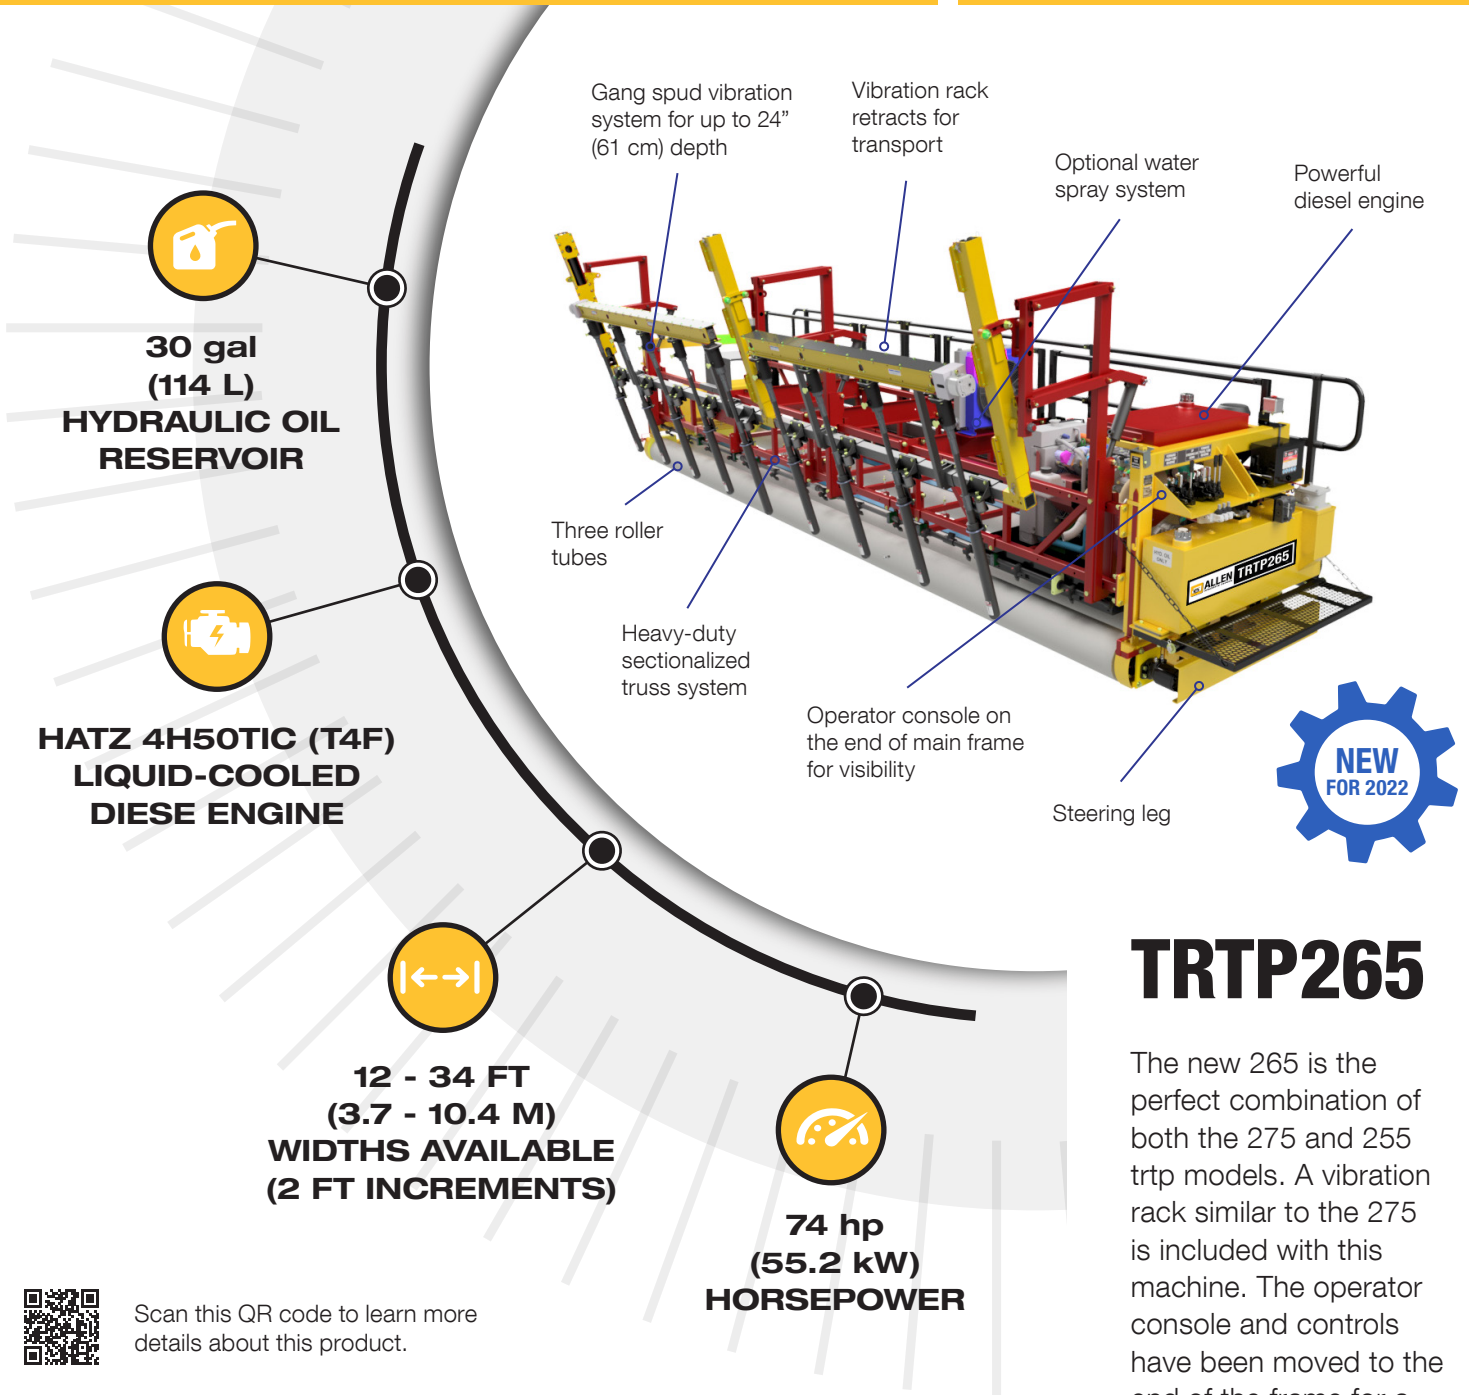 Gang spud vibration
system for up to 24”
(61 cm) depth
Vibration rack
retracts for
transport
Optional water
spray system
Powerful
diesel engine
30 gal
(114 L)
HYDRAULIC OIL
RESERVOIR
Three roller
tubes
ALLEN
TRTP265
Heavy-duty
sectionalized
truss system
Operator console on
the end of main frame
for visibility
Steering leg
NEW
FOR 2022
HATZ 4H50TIC (T4F)
LIQUID-COOLED
DIESE ENGINE
12 - 34 FT
(3.7 - 10.4 M)
WIDTHS AVAILABLE
(2 FT INCREMENTS)
74 hp
(55.2 kW)
HORSEPOWER
TRTP265
The new 265 is the
perfect combination of
both the 275 and 255
trtp models. A vibration
rack similar to the 275
is included with this
machine. The operator
console and controls
have been moved to the
end of the frame for a
Scan this QR code to learn more
details about this product.